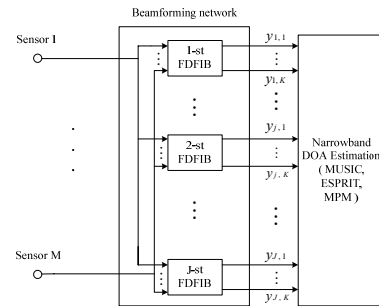 Beamforming network
Sensor 1
1-st
FDFIB
y1, 1
y1, K
2-st
FDFIB
yj, 1
yj, K
Narrowband
DOA Estimation
( MUSIC,
ESPRIT,
MPM )
Sensor M
J-st
FDFIB
yJ, 1
yJ, K